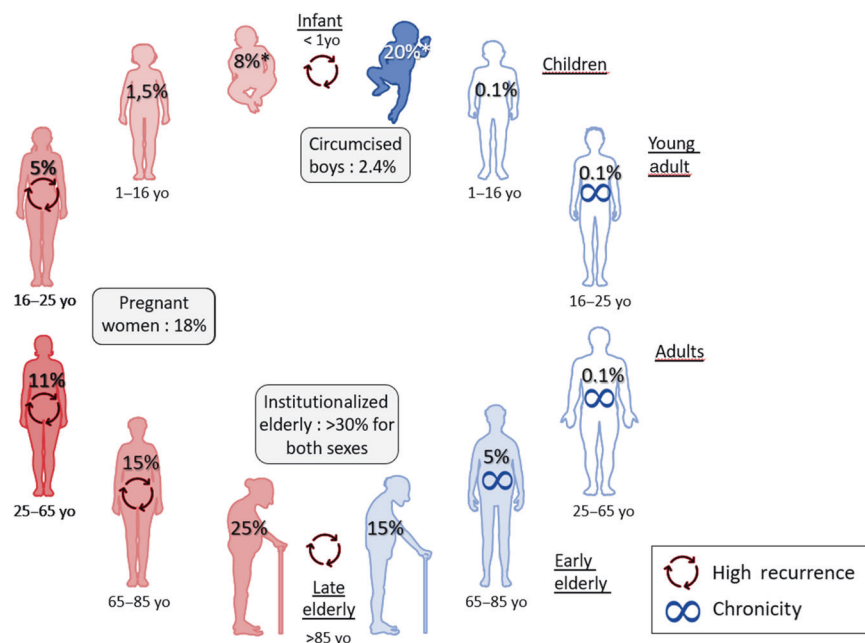 Infant
< 1yo
8%*
20%*
1,5%
0.1%
Children
Circumcised
boys : 2.4%
1–16 yo
1–16 yo
5%
0.1%
Young
adult
16–25 yo
16–25 yo
Pregnant
women : 18%
11%
0.1%
Adults
25–65 yo
25–65 yo
Institutionalized
elderly : >30% for
both sexes
15%
5%
25%
15%
65–85 yo
65–85 yo
Late
elderly
>85 yo
Early
elderly
High recurrence
Chronicity